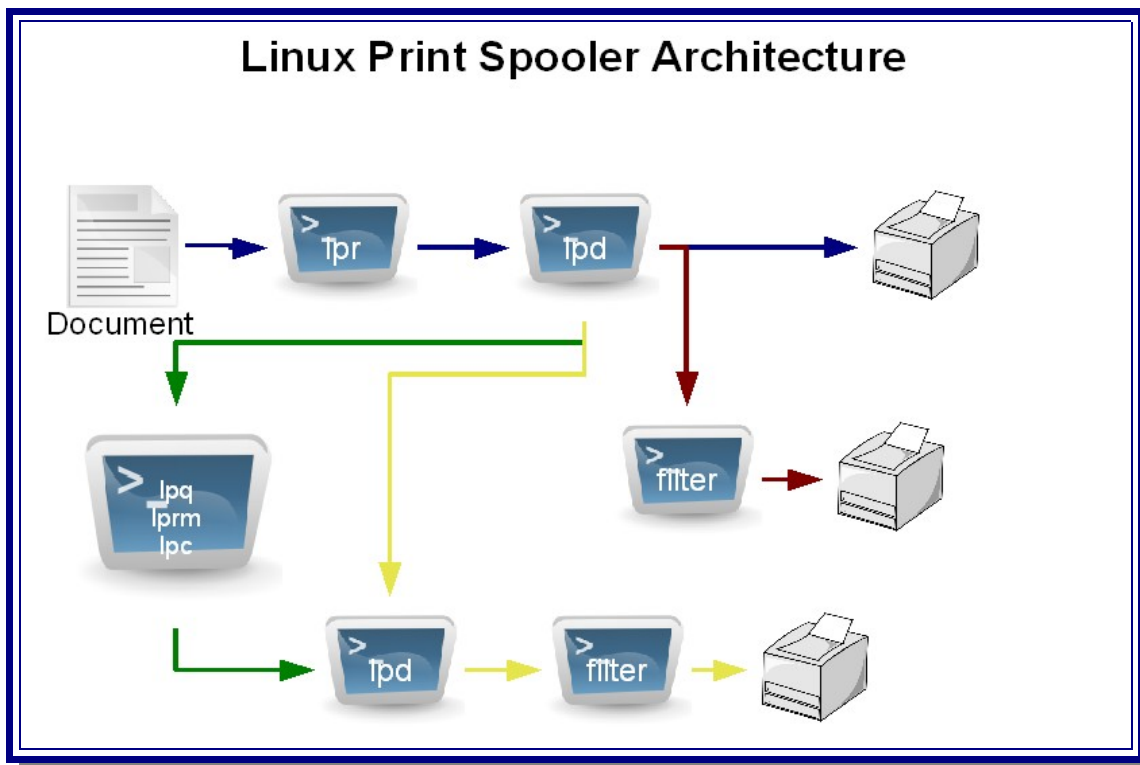 Linux Print Spooler Architecture
>_ lpr
>_ lpd
Document
>_ lpq
lprm
lpc
>_ filter
>_ lpd
>_ filter